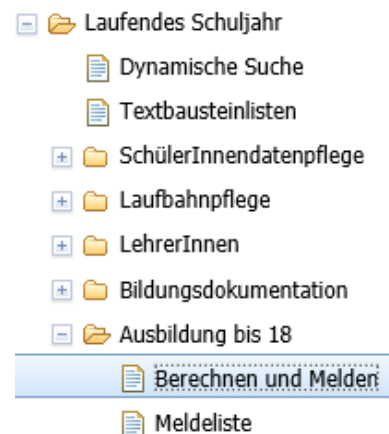 Laufendes Schuljahr
Dynamische Suche
Textbausteinlisten
SchülerInnendatenpflege
Laufbahnpflege
LehrerInnen
Bildungsdokumentation
Ausbildung bis 18
Berechnen und Melden
Meldeliste